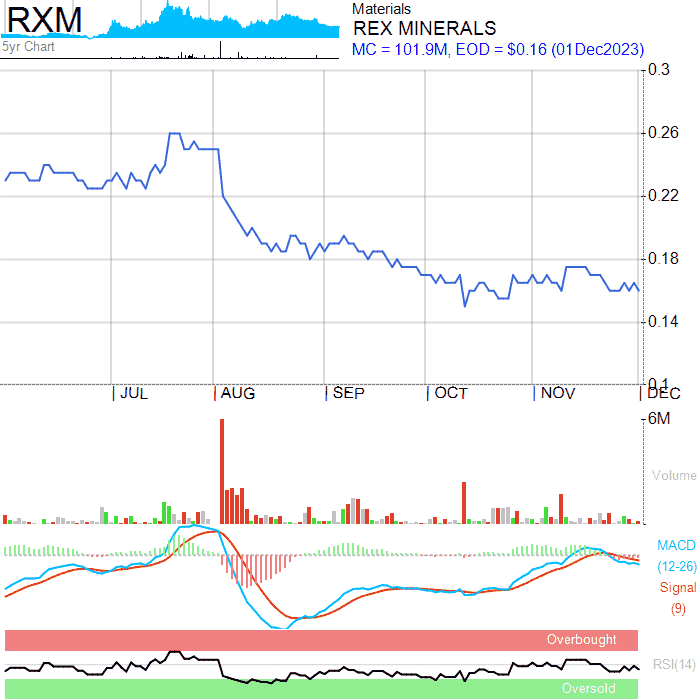 RXM
5yr Chart
Materials
REX MINERALS
MC = 101.9M, EOD = $0.16 (01Dec2023)
0.3
0.26
0.22
0.18
0.14
0.1
JUL AUG SEP OCT NOV DEC
6M
Volume
MACD
(12-26)
Signal
(9)
Overbought
RSI(14)
Oversold